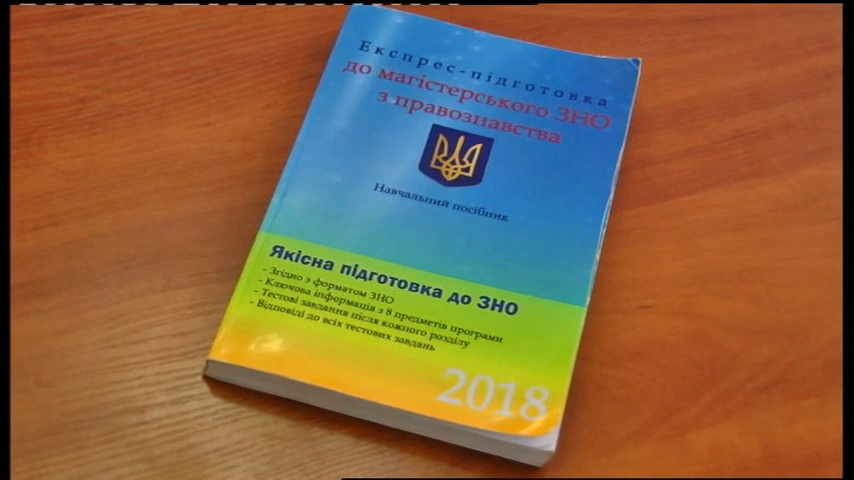 Експрес-підготовка
до магістерського ЗНО
з правознавства
Навчальний посібник
Якісна підготовка до ЗНО
- Згідно з форматом ЗНО
- Ключова інформація з 8 предметів програми
- Тестові завдання після кожного розділу
- Відповіді до всіх тестових завдань
2018